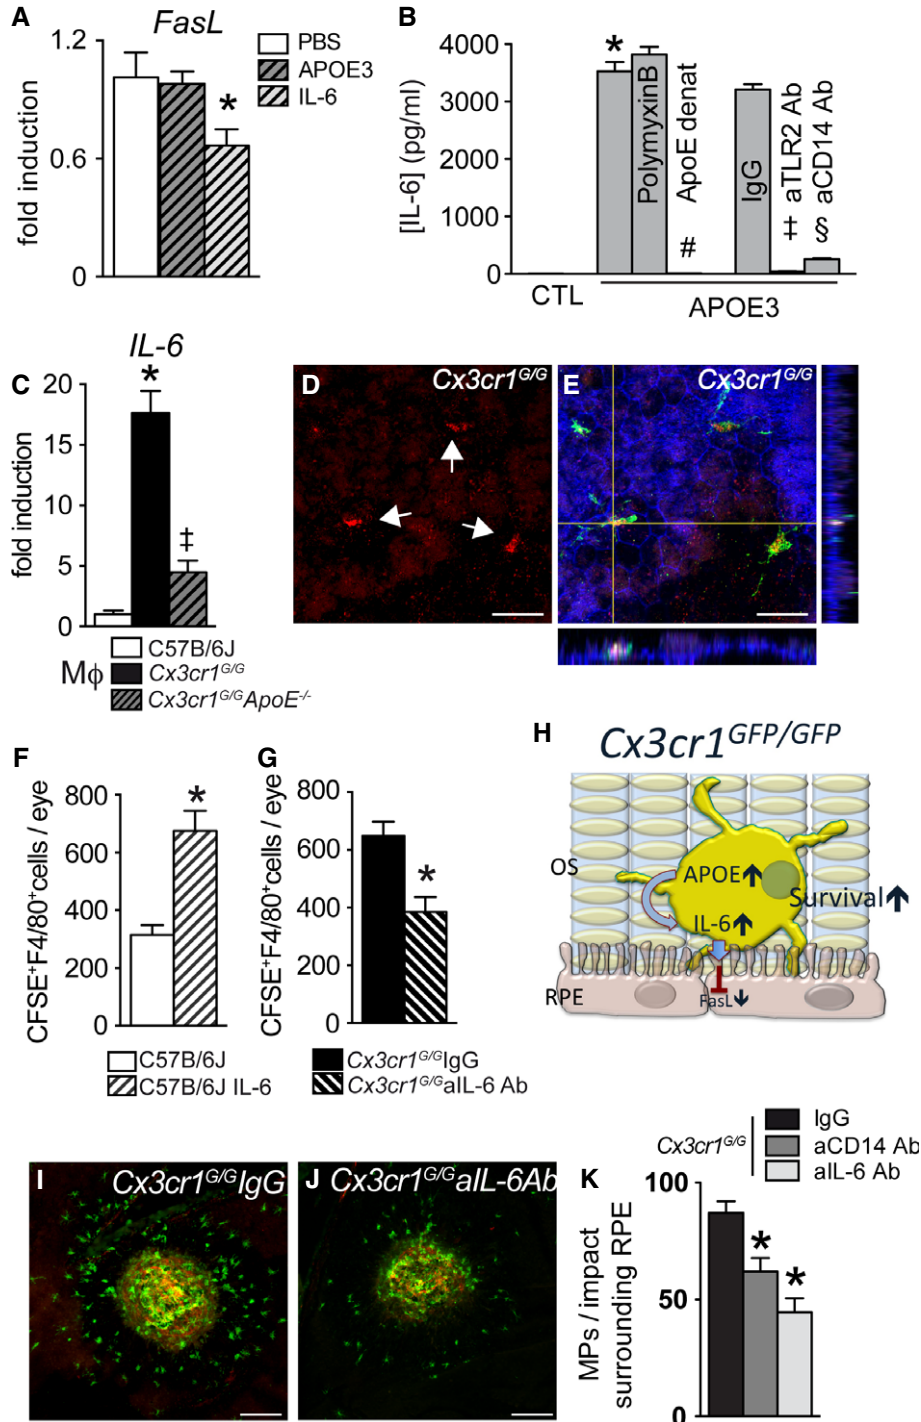 A
FasL
fold induction
1.2
0.6
0
PBS
APOE3
IL-6
*
B
[IL-6] (pg/ml)
4000
3000
2000
1000
0
*
PolymyxinB
ApoE denat
#
IgG
aTLR2 Ab
‡
aCD14 Ab
§
CTL
APOE3
C
IL-6
fold induction
20
15
10
5
0
*
‡
Mϕ
C57B/6J
Cx3cr1G/G
Cx3cr1G/GApoE-/-
D
Cx3cr1G/G
E
Cx3cr1G/G
F
CFSE+F4/80+cells / eye
800
600
400
200
0
*
C57B/6J
C57B/6J IL-6
G
CFSE+F4/80+cells / eye
800
600
400
200
0
*
Cx3cr1G/GIgG
Cx3cr1G/GaIL-6 Ab
H
Cx3cr1GFP/GFP
OS
APOE
Survival
IL-6
RPE
FasL
I
Cx3cr1G/GIgG
J
Cx3cr1G/GaIL-6Ab
K
Cx3cr1G/G
IgG
aCD14 Ab
aIL-6 Ab
MPs / impact
surrounding RPE
100
50
0
*
*